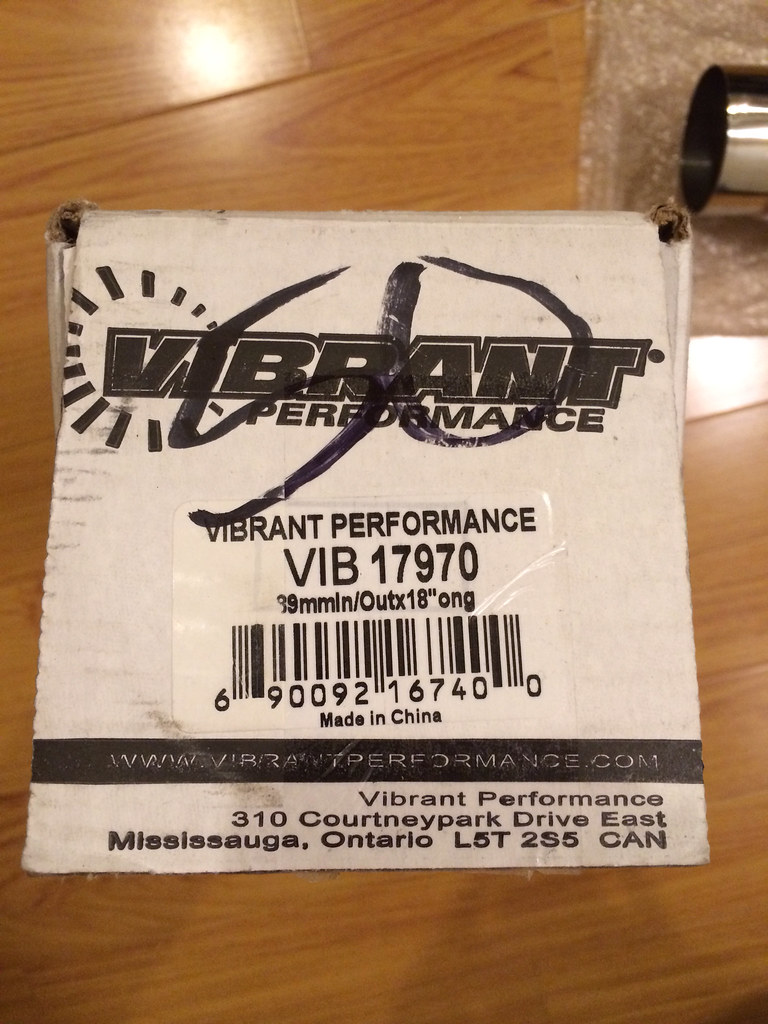 VIBRANT
PERFORMANCE
VIBRANT PERFORMANCE
VIB 17970
39mmIn/Outx18"ong
6 90092 16740 0
Made in China
WWW.VIBRANTPERFORMANCE.COM
Vibrant Performance
310 Courtneypark Drive East
Mississauga, Ontario L5T 2S5 CAN